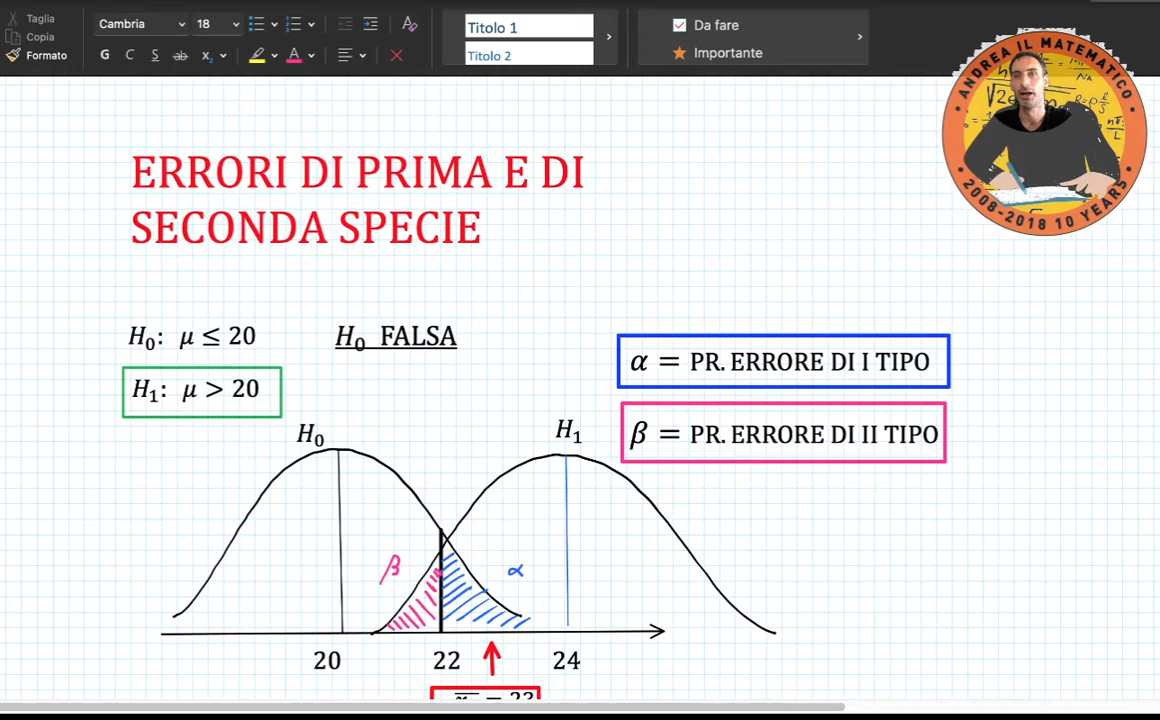 Taglia
Copia
Formato
Cambria
18
G C S ab x₂ A
Titolo 1
Titolo 2
Da fare
Importante
ANDREA IL MATEMATICO
2008-2018 10 YEARS
ERRORI DI PRIMA E DI
SECONDA SPECIE
H₀: μ ≤ 20
H₀ FALSA
H₁: μ > 20
α = PR. ERRORE DI I TIPO
β = PR. ERRORE DI II TIPO
H₀
H₁
β
α
20
22
24